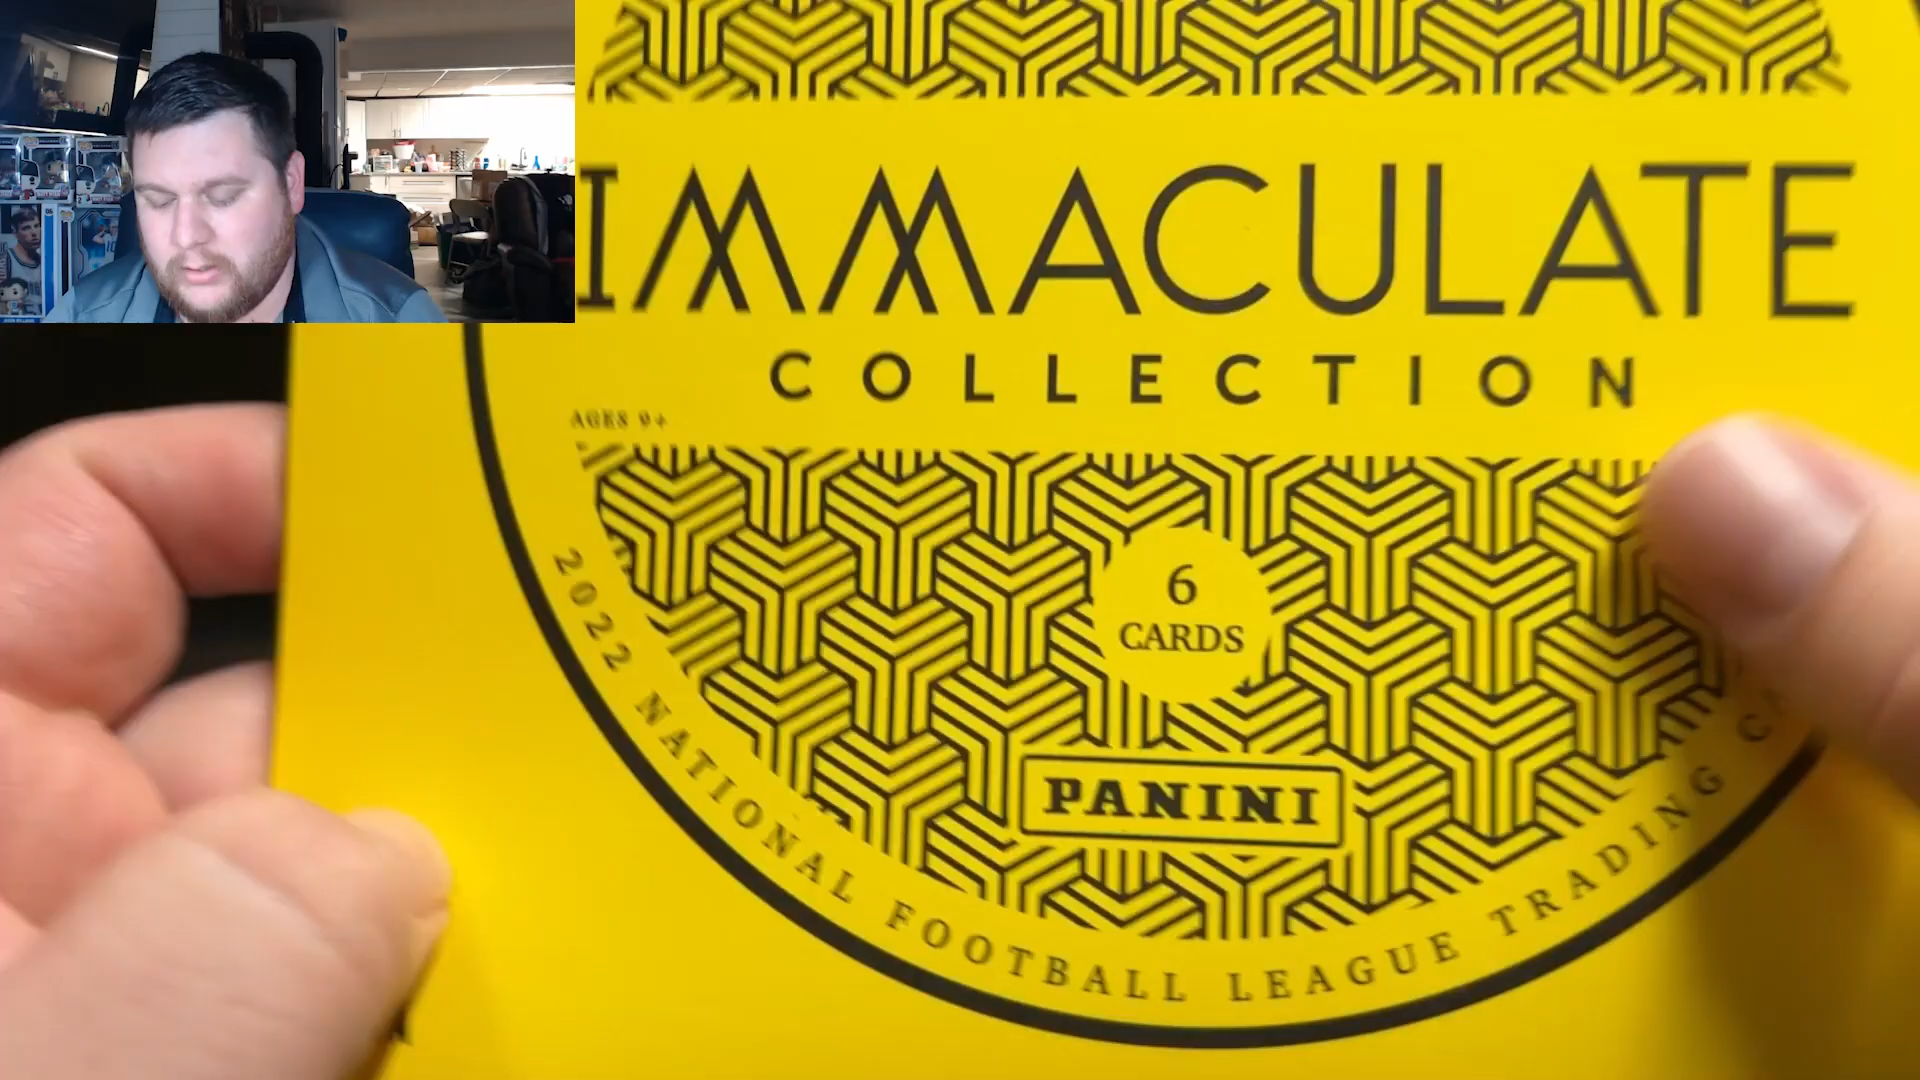 IMMACULATE
COLLECTION
AGES 9+
6
CARDS
PANINI
2022 NATIONAL FOOTBALL LEAGUE TRADING